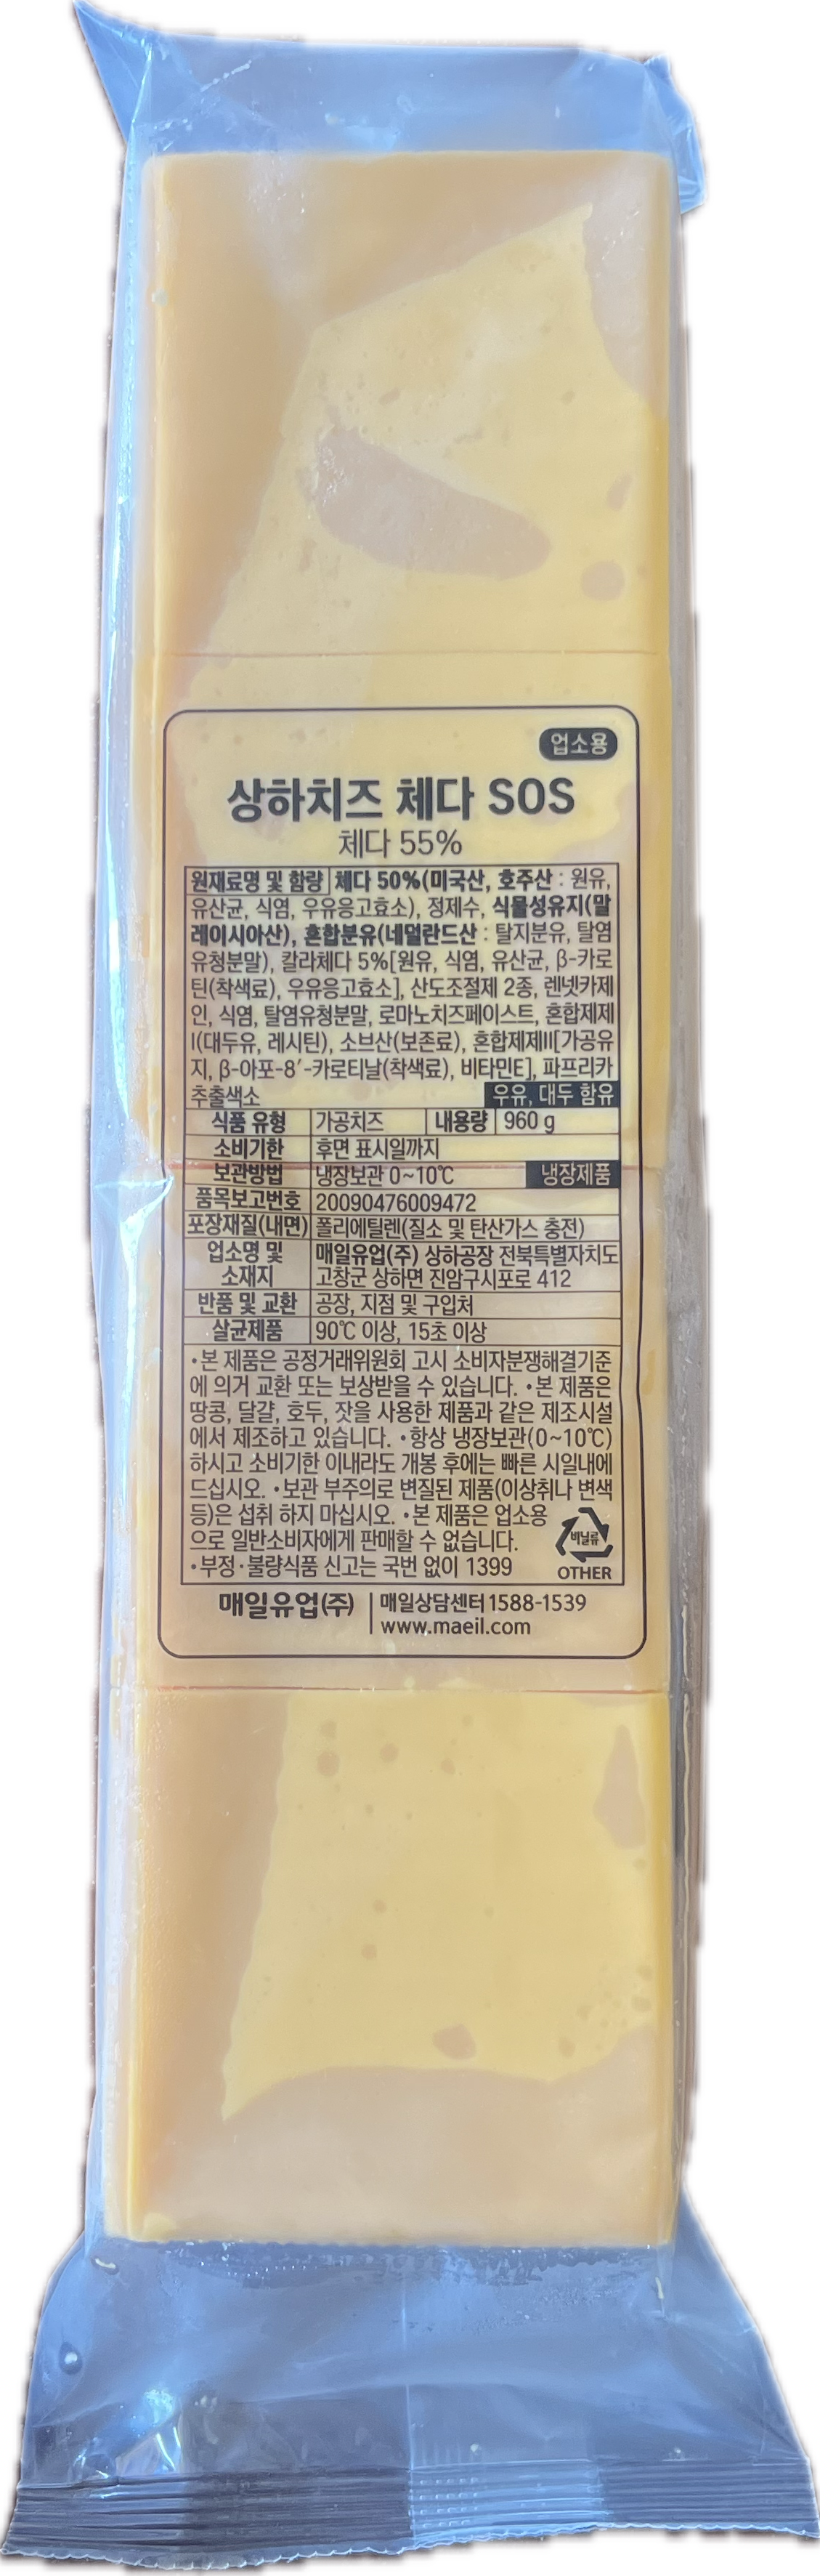 업소용
상하치즈 체다 SOS
체다 55%
원재료명 및 함량 체다 50%(미국산, 호주산 : 원유,
유산균, 식염, 우유응고효소), 정제수, 식물성유지(말
레이시아산), 혼합분유(네덜란드산 : 탈지분유, 탈염
유청분말), 칼라체다 5%[원유, 식염, 유산균, β-카로
틴(착색료), 우유응고효소], 산도조절제 2종, 렌넷카제
인, 식염, 탈염유청분말, 로마노치즈페이스트, 혼합제제
I(대두유, 레시틴), 소브산(보존료), 혼합제제II[가공유
지, β-아포-8′-카로티날(착색료), 비타민E], 파프리카
추출색소 우유, 대두 함유
식품 유형 가공치즈 내용량 960 g
소비기한 후면 표시일까지
보관방법 냉장보관 0~10℃ 냉장제품
품목보고번호 20090476009472
포장재질(내면) 폴리에틸렌(질소 및 탄산가스 충전)
업소명 및 매일유업(주) 상하공장 전북특별자치도
소재지 고창군 상하면 진암구시포로 412
반품 및 교환 공장, 지점 및 구입처
살균제품 90℃ 이상, 15초 이상
•본 제품은 공정거래위원회 고시 소비자분쟁해결기준
에 의거 교환 또는 보상받을 수 있습니다. •본 제품은
땅콩, 달걀, 호두, 잣을 사용한 제품과 같은 제조시설
에서 제조하고 있습니다. •항상 냉장보관(0~10℃)
하시고 소비기한 이내라도 개봉 후에는 빠른 시일내에
드십시오. •보관 부주의로 변질된 제품(이상취나 변색
등)은 섭취 하지 마십시오. •본 제품은 업소용
으로 일반소비자에게 판매할 수 없습니다.
•부정·불량식품 신고는 국번 없이 1399
비닐류
OTHER
매일유업(주) 매일상담센터 1588-1539
www.maeil.com